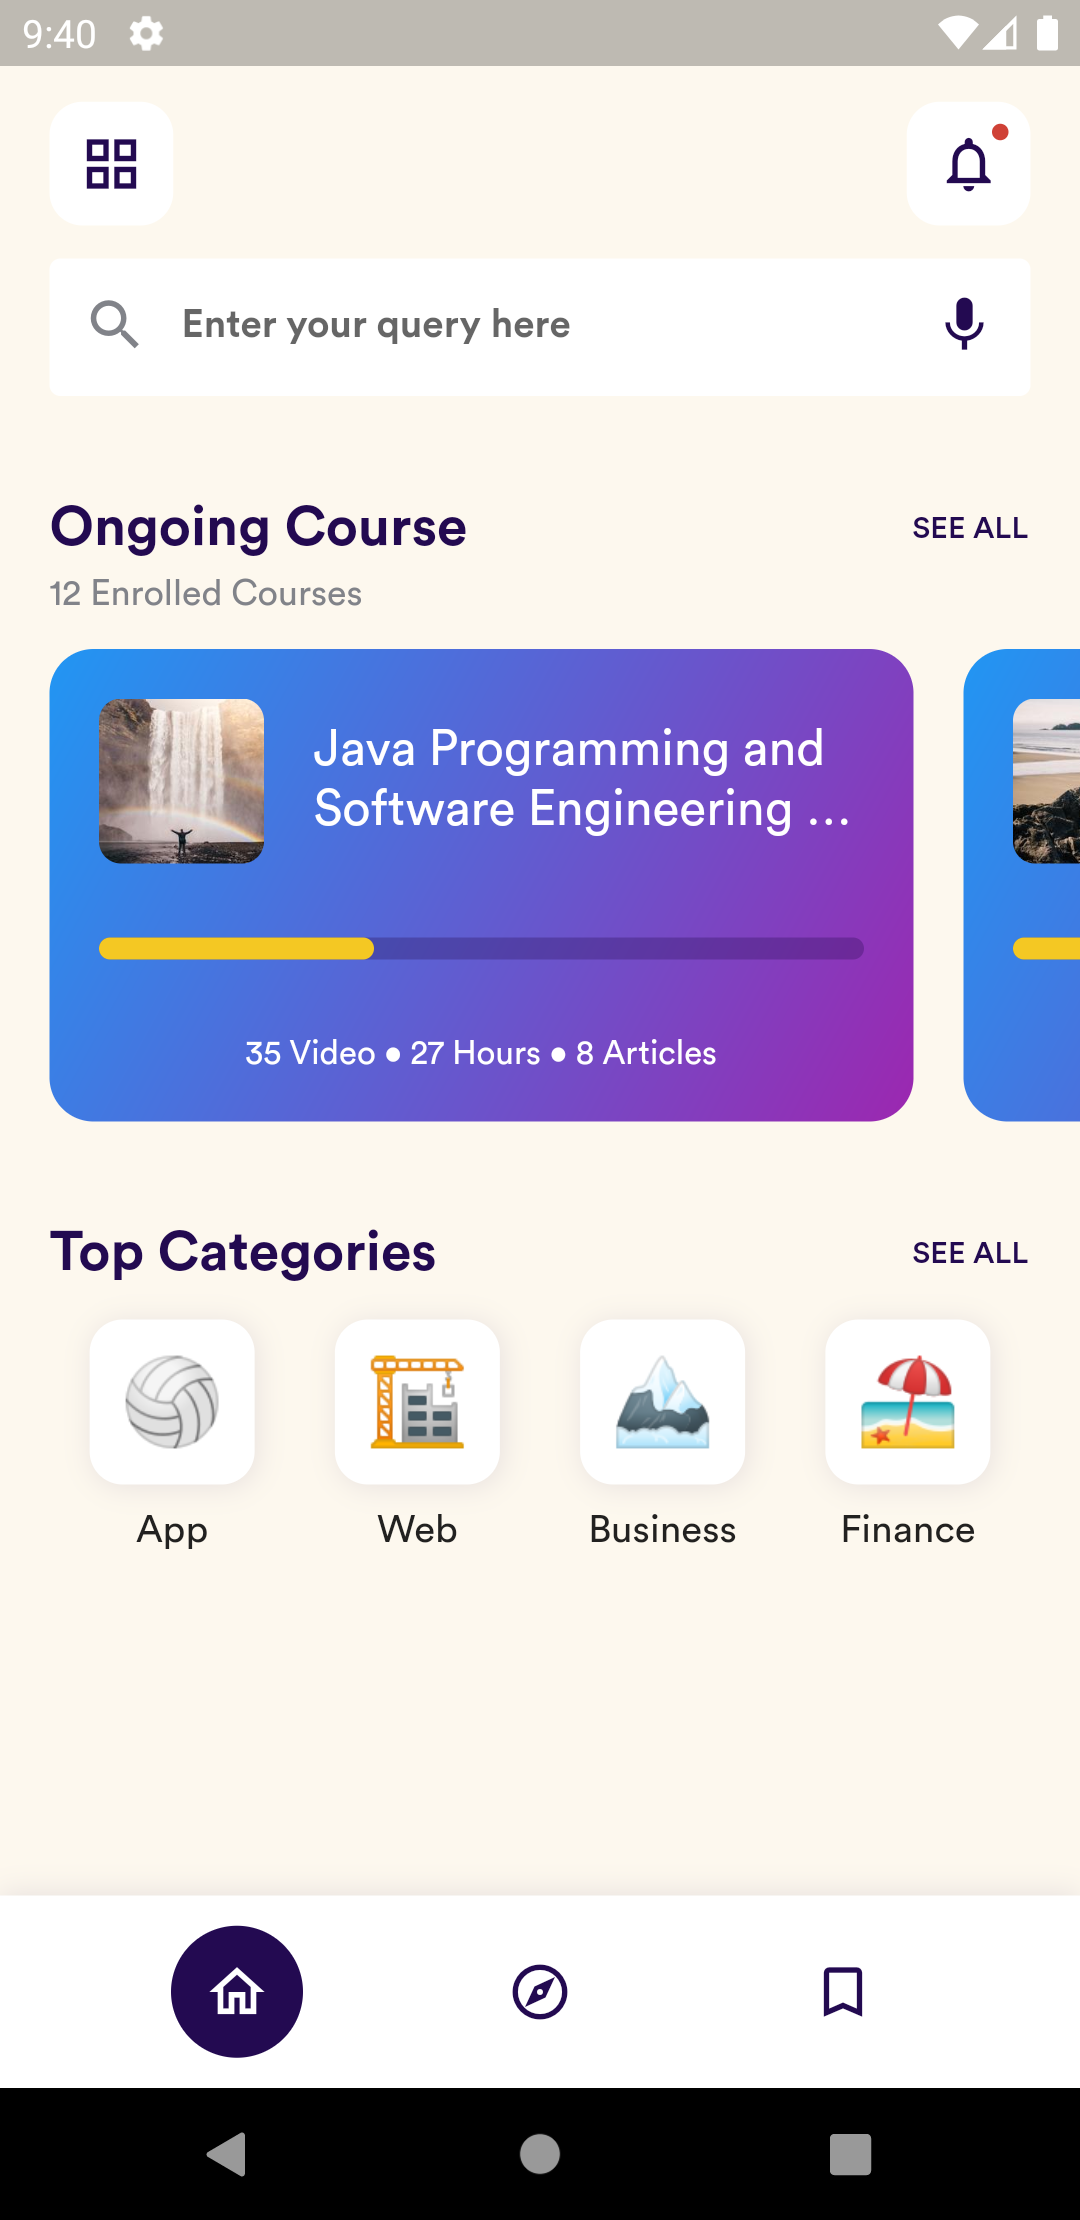 9:40
Enter your query here
Ongoing Course
SEE ALL
12 Enrolled Courses
Java Programming and
Software Engineering ...
35 Video ● 27 Hours ● 8 Articles
Top Categories
SEE ALL
App
Web
Business
Finance